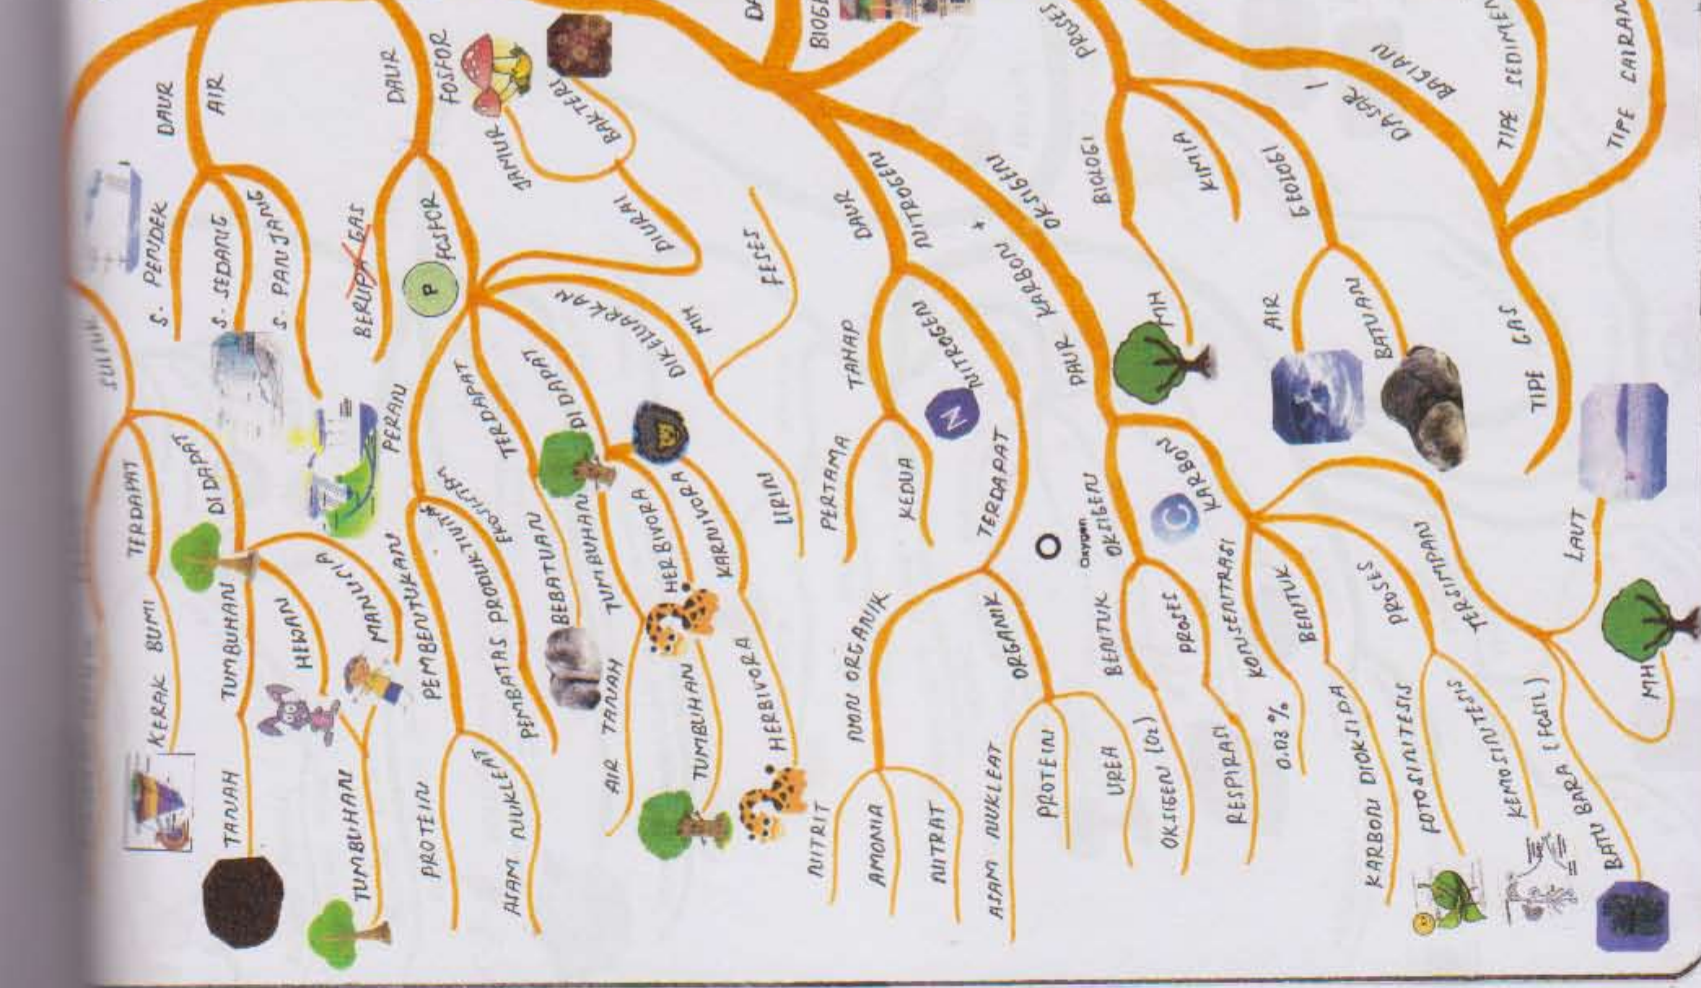 DAUR
AIR
S. PENDEK
S. SEDANG
S. PANJANG
DAUR
FOSFOR
BERUPA GAS
FOSFOR
P
DIURAI
JAMUR
BAKTERI
DIKELUARKAN
MH
FESES
URIN
DI DAPAT
TUMBUHAN
AIR TANAH
HERBIVORA
TUMBUHAN
KARNIVORA
HERBIVORA
TERDAPAT
BEBATUAN
PERAN
PEMBENTUKAN
PROTEIN
ASAM NUKLEAT
PEMBATAS PRODUKTIVITAS
EKOSISTEM
SULFUR
TERDAPAT
KERAK BUMI
DI DAPAT
TUMBUHAN
TANAH
HEWAN
MANUSIA
TUMBUHAN
DAUR
NITROGEN
TAHAP
PERTAMA
KEDUA
NITROGEN
N
TERDAPAT
NON ORGANIK
NITRIT
AMONIA
NITRAT
ORGANIK
ASAM NUKLEAT
PROTEIN
UREA
DAUR KARBON +
OKSIGEN
Oxygen
OKSIGEN
BENTUK
OKSIGEN (O2)
PROSES
RESPIRASI
C
KARBON
KONSENTRASI
0.03 %
BENTUK
KARBON DIOKSIDA
PROSES
FOTOSINTESIS
KEMOSINTESIS
TERSIMPAN
BATU BARA (FOSIL)
MH
LAUT
PROSES
BIOLOGI
MH
KIMIA
GEOLOGI
AIR
BATUAN
BAGIAN
DASAR !
TIPE SEDIMEN
TIPE CAIRAN
TIPE GAS